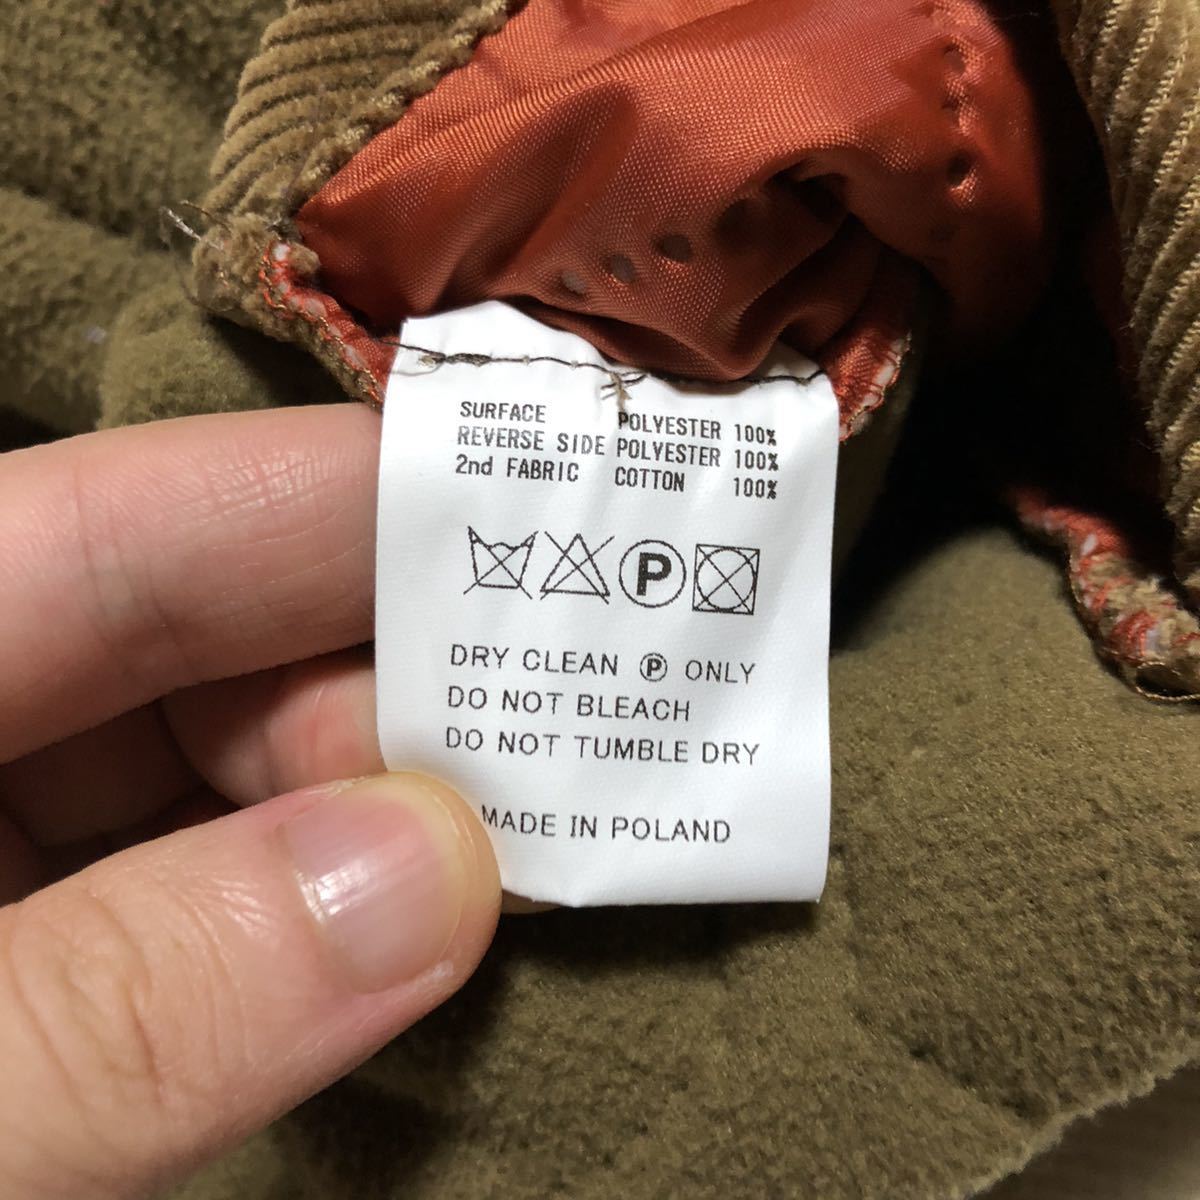 SURFACE POLYESTER 100%
REVERSE SIDE POLYESTER 100%
2nd FABRIC COTTON 100%
P
DRY CLEAN Ⓟ ONLY
DO NOT BLEACH
DO NOT TUMBLE DRY
MADE IN POLAND